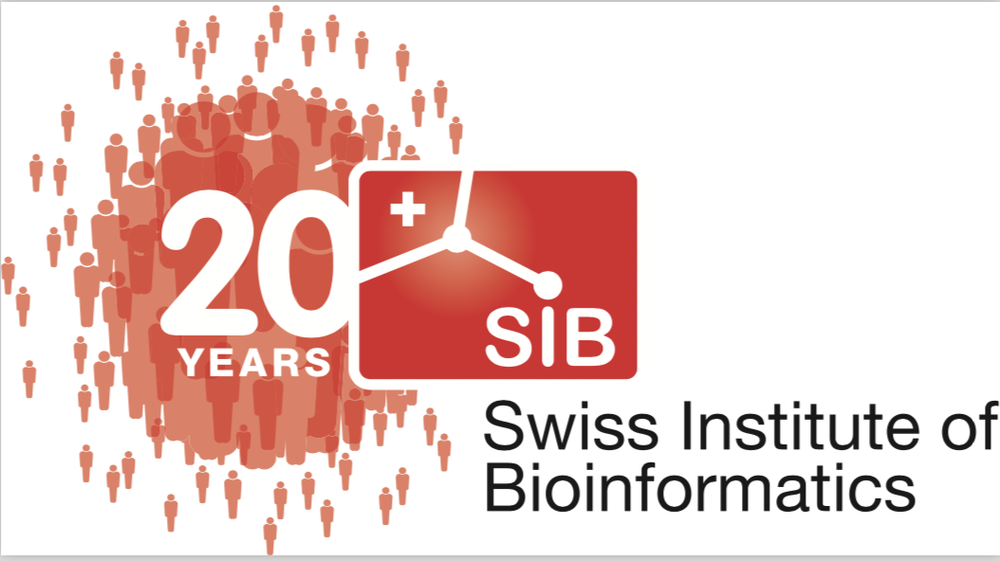 20
YEARS
SIB
Swiss Institute of
Bioinformatics